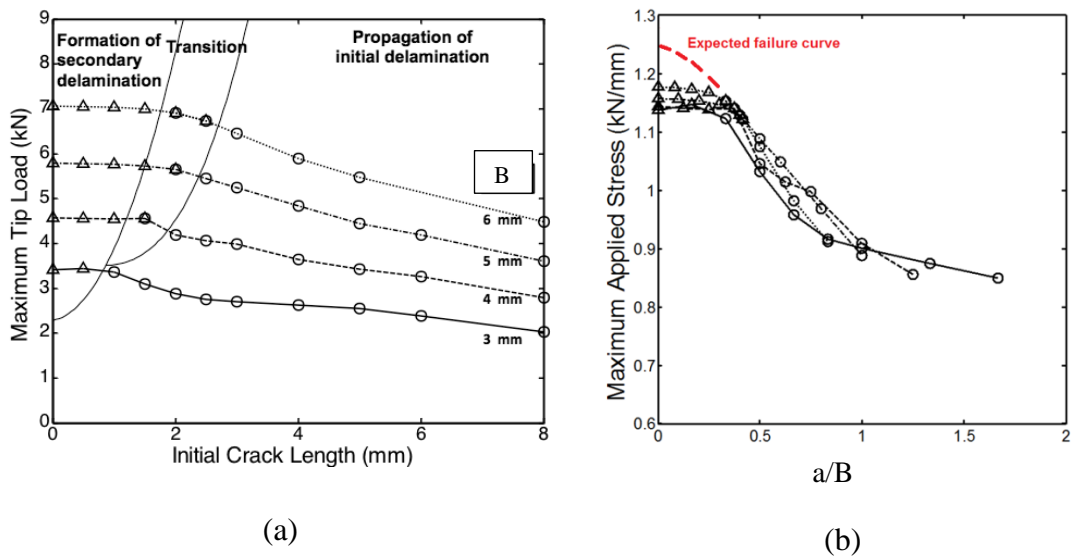 9
8
7
6
5
4
3
2
1
0
Maximum Tip Load (kN)
Formation of
secondary
delamination
Transition
Propagation of
initial delamination
B
6 mm
5 mm
4 mm
3 mm
0
2
4
6
8
Initial Crack Length (mm)
(a)
1.3
1.2
1.1
1
0.9
0.8
0.7
0.6
Maximum Applied Stress (kN/mm)
Expected failure curve
0
0.5
1.0
1.5
2
a/B
(b)